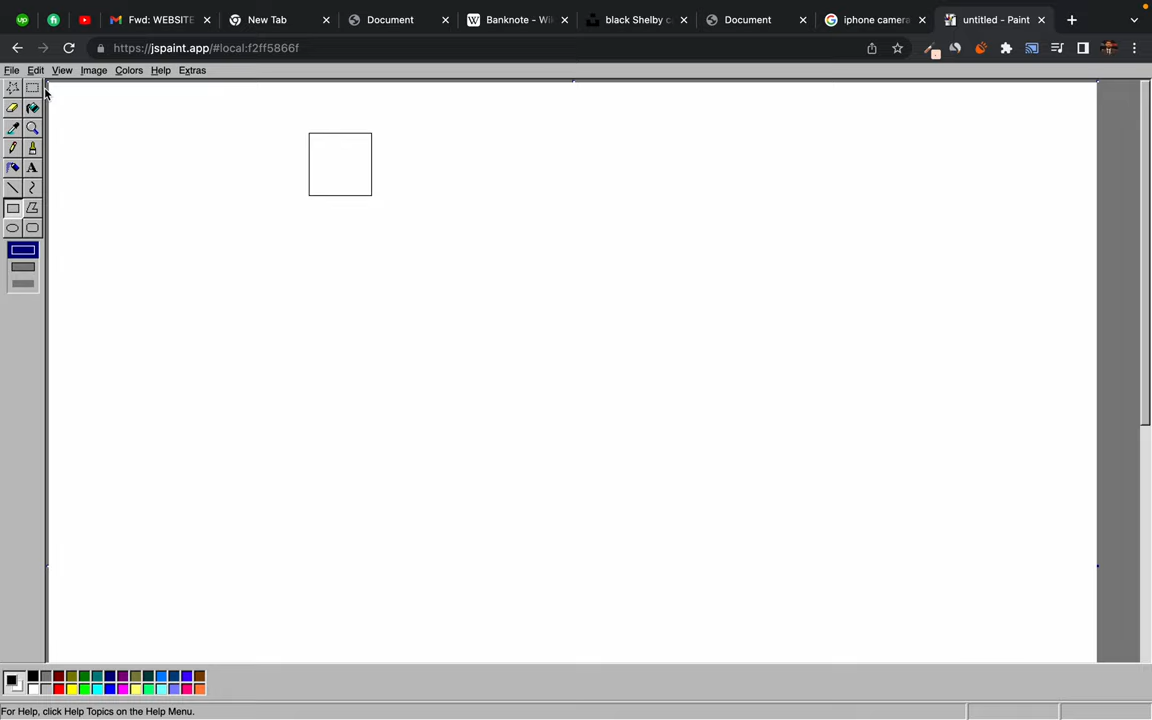 Fwd: WEBSITE
New Tab
Document
Banknote - Wi
black Shelby c
Document
iphone camera
untitled - Paint
https://jspaint.app/#local:f2ff5866f
File Edit View Image Colors Help Extras
A
For Help, click Help Topics on the Help Menu.